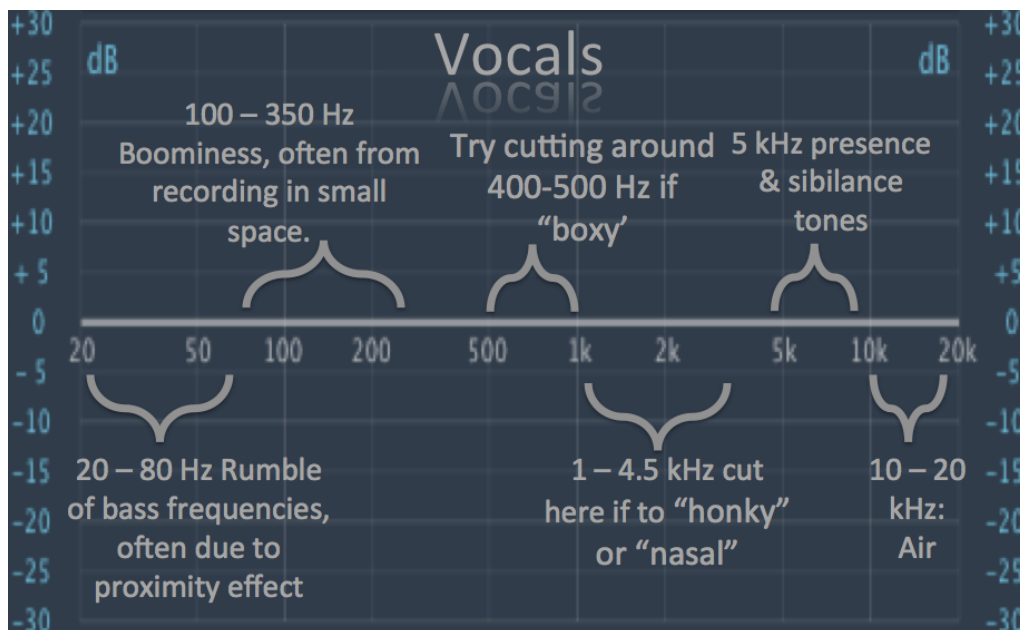 +30
+30
Vocals
dB
dB
+25
+25
+20
+20
100 – 350 Hz
Boominess, often from
recording in small
space.
Try cutting around
400-500 Hz if
“boxy’
5 kHz presence
& sibilance
tones
+15
+15
+10
+10
+ 5
+5
0
0
20 50 100 200 500 1k 2k 5k 10k 20k
- 5
-5
-10
-10
20 – 80 Hz Rumble
of bass frequencies,
often due to
proximity effect
1 – 4.5 kHz cut
here if to “honky”
or “nasal”
10 – 20
kHz:
Air
-15
-15
-20
-20
-25
-25
-30
-30